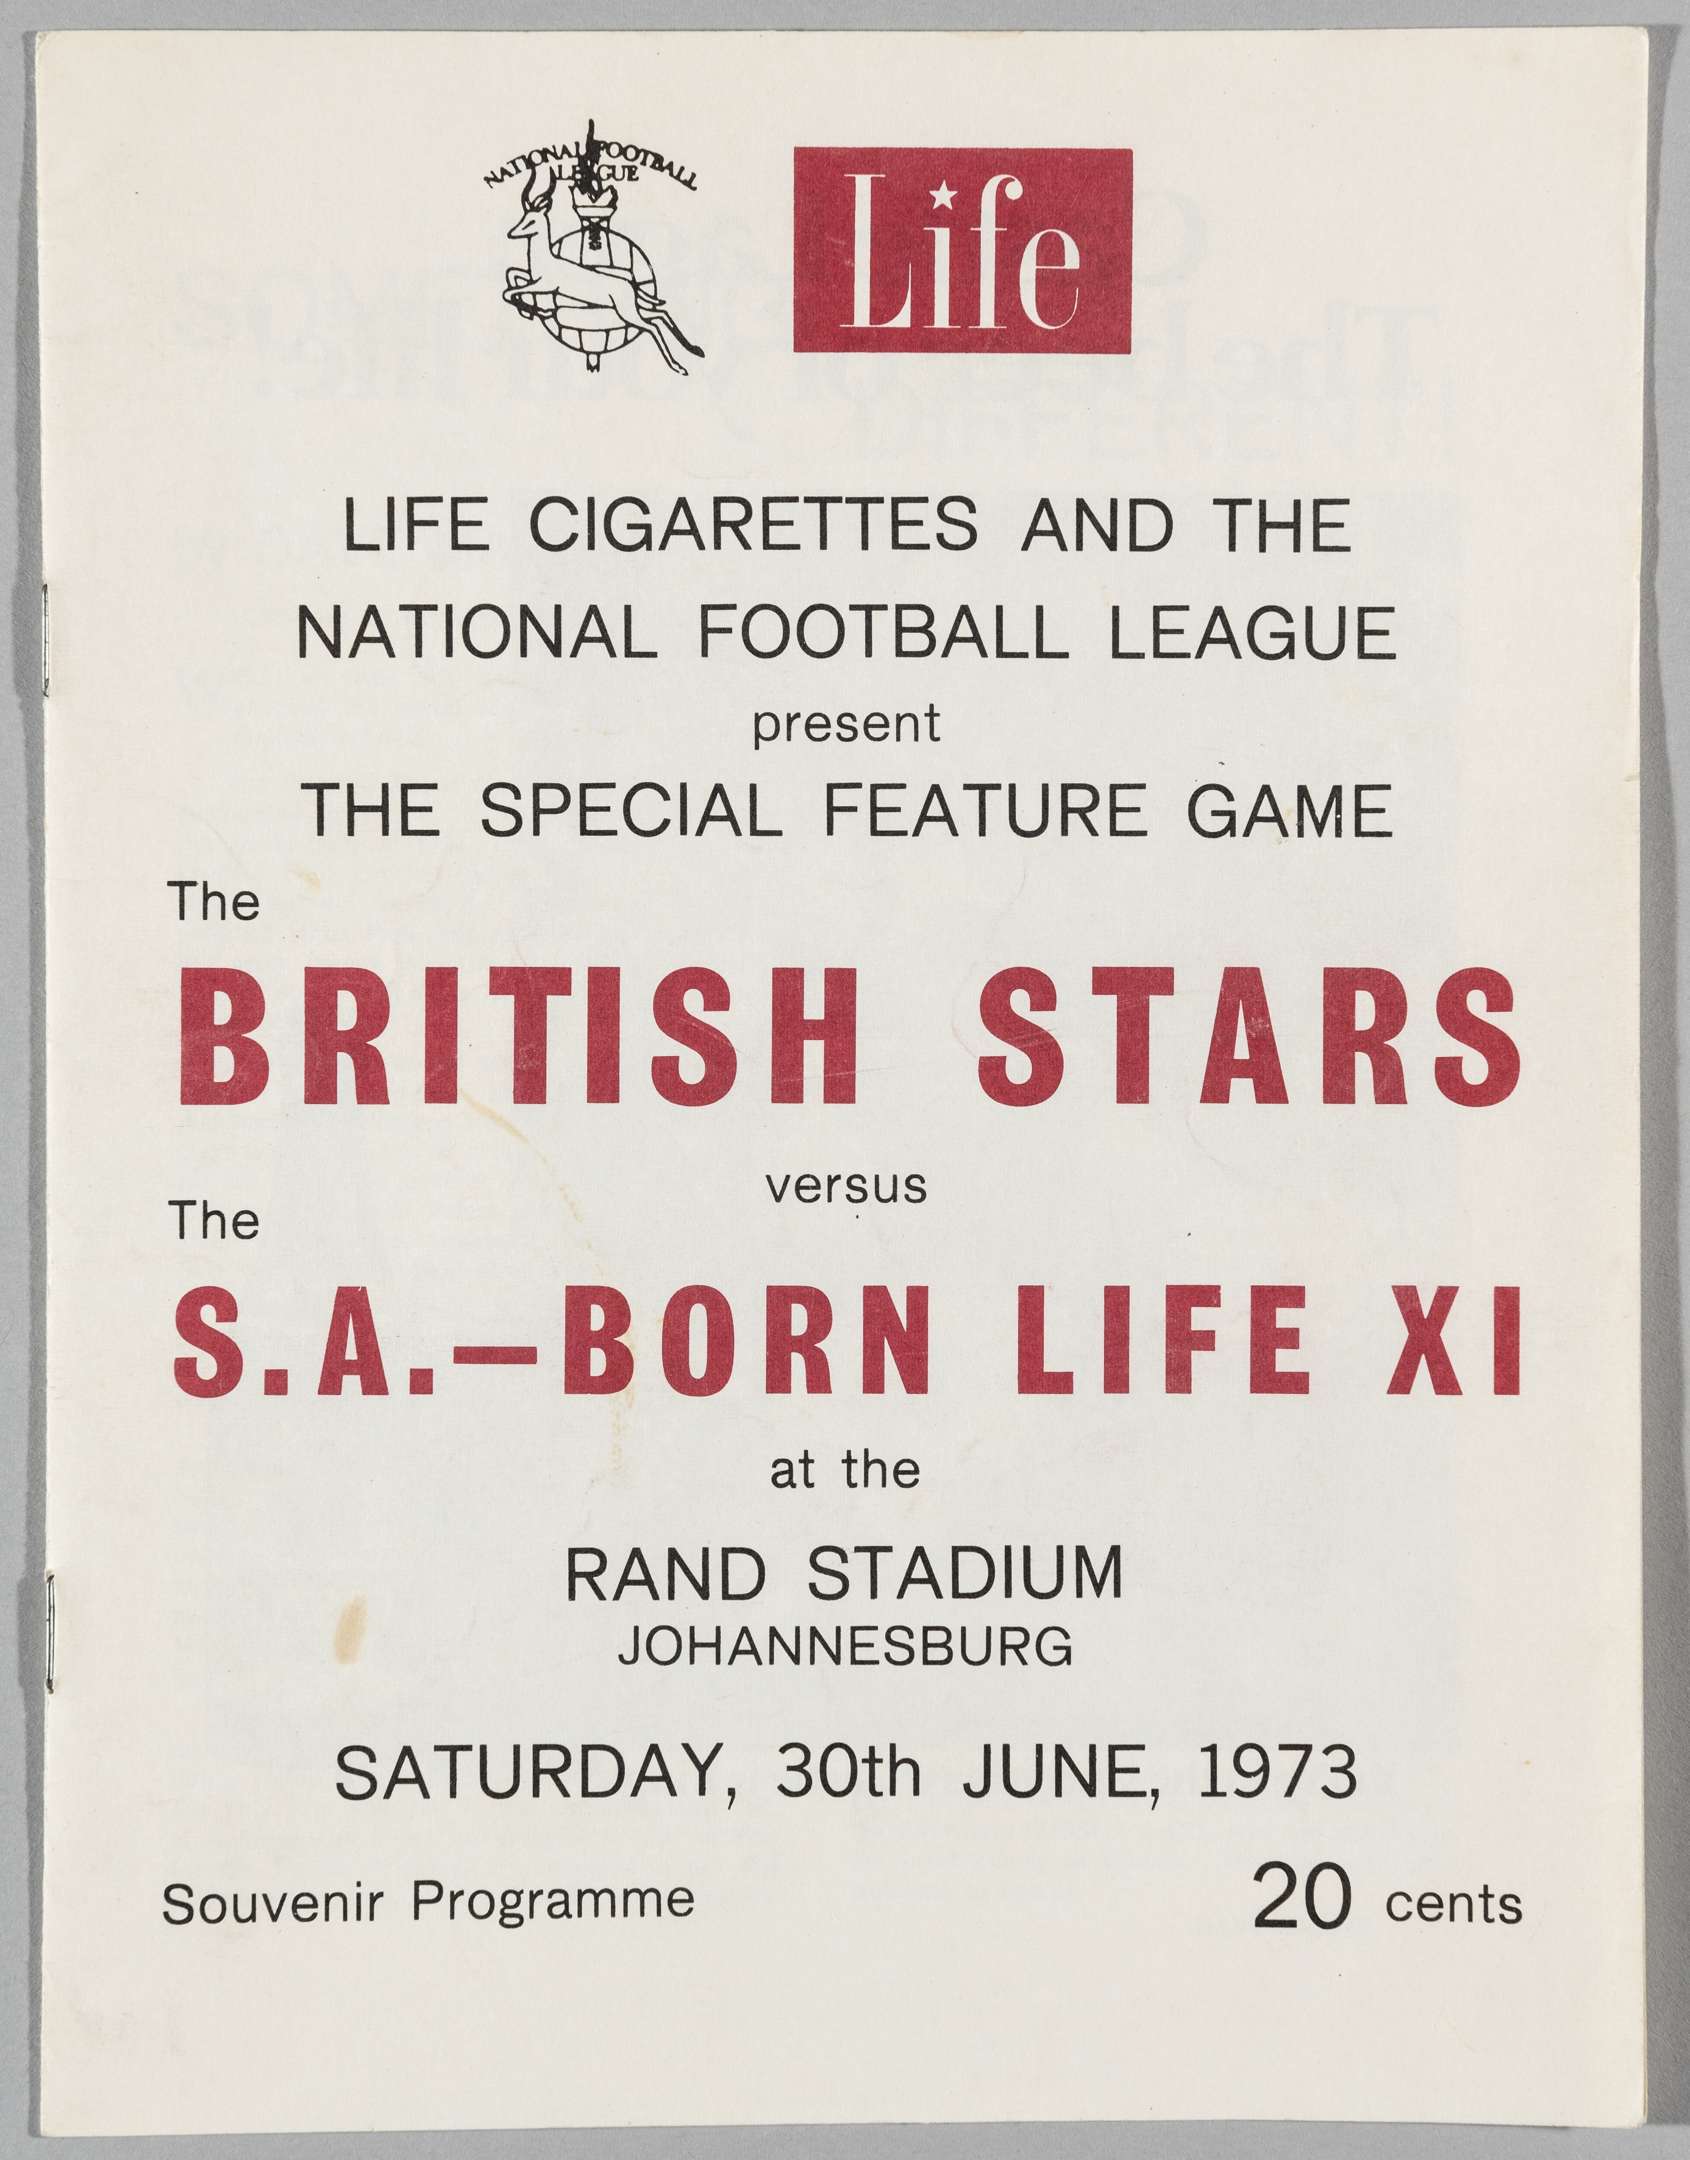 NATIONAL FOOTBALL
LEAGUE
Life
LIFE CIGARETTES AND THE
NATIONAL FOOTBALL LEAGUE
present
THE SPECIAL FEATURE GAME
The
BRITISH STARS
versus
The
S.A.—BORN LIFE XI
at the
RAND STADIUM
JOHANNESBURG
SATURDAY, 30th JUNE, 1973
Souvenir Programme 20 cents